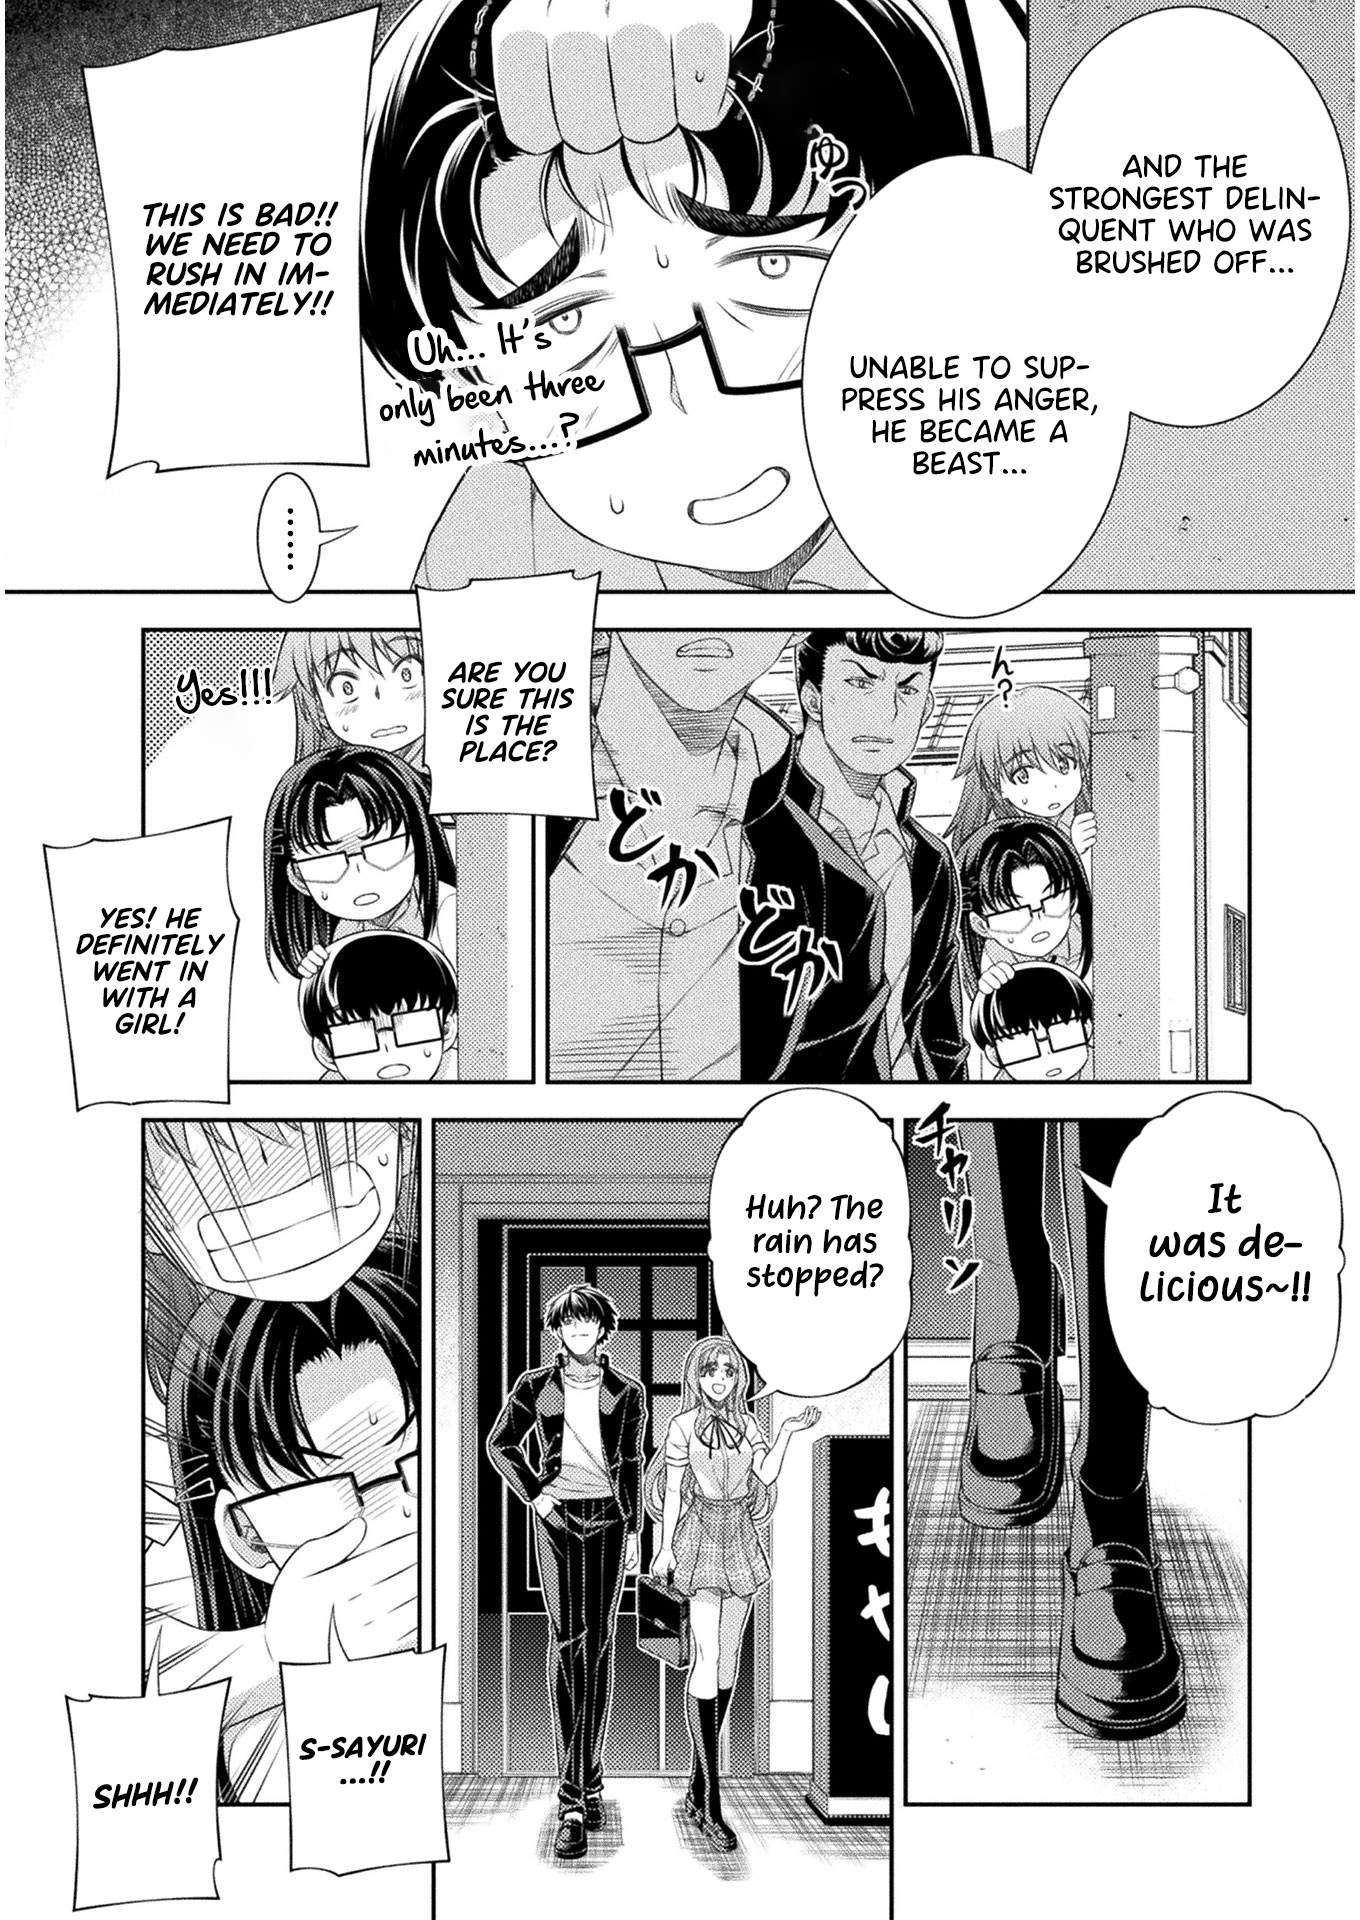 AND THE
STRONGEST DELIN-
QUENT WHO WAS
BRUSHED OFF...
UNABLE TO SUP-
PRESS HIS ANGER,
HE BECAME A
BEAST...
ゆっ
Uh... It's
only been three
minutes...?
THIS IS BAD!!
WE NEED TO
RUSH IN IM-
MEDIATELY!!
......
ん?
どか
どか
ARE YOU
SURE THIS
IS THE
PLACE?
Yes!!!
YES! HE
DEFINITELY
WENT IN
WITH A
GIRL!
チャリン
It
was de-
licious~!!
Huh? The
rain has
stopped?
S-SAYURI
...!!
SHHH!!